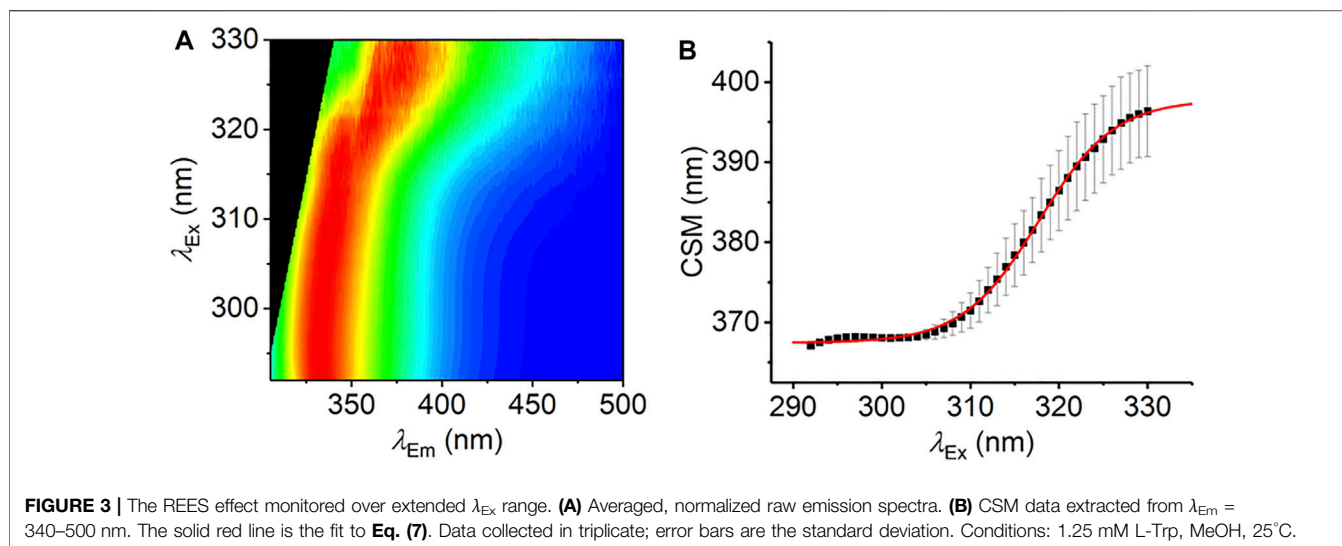 A
330
320
310
300
λEx (nm)
350
400
450
500
λEm (nm)
B
400
390
380
370
CSM (nm)
290
300
310
320
330
λEx (nm)
FIGURE 3 | The REES effect monitored over extended λEx range. (A) Averaged, normalized raw emission spectra. (B) CSM data extracted from λEm =
340–500 nm. The solid red line is the fit to Eq. (7). Data collected in triplicate; error bars are the standard deviation. Conditions: 1.25 mM L-Trp, MeOH, 25°C.